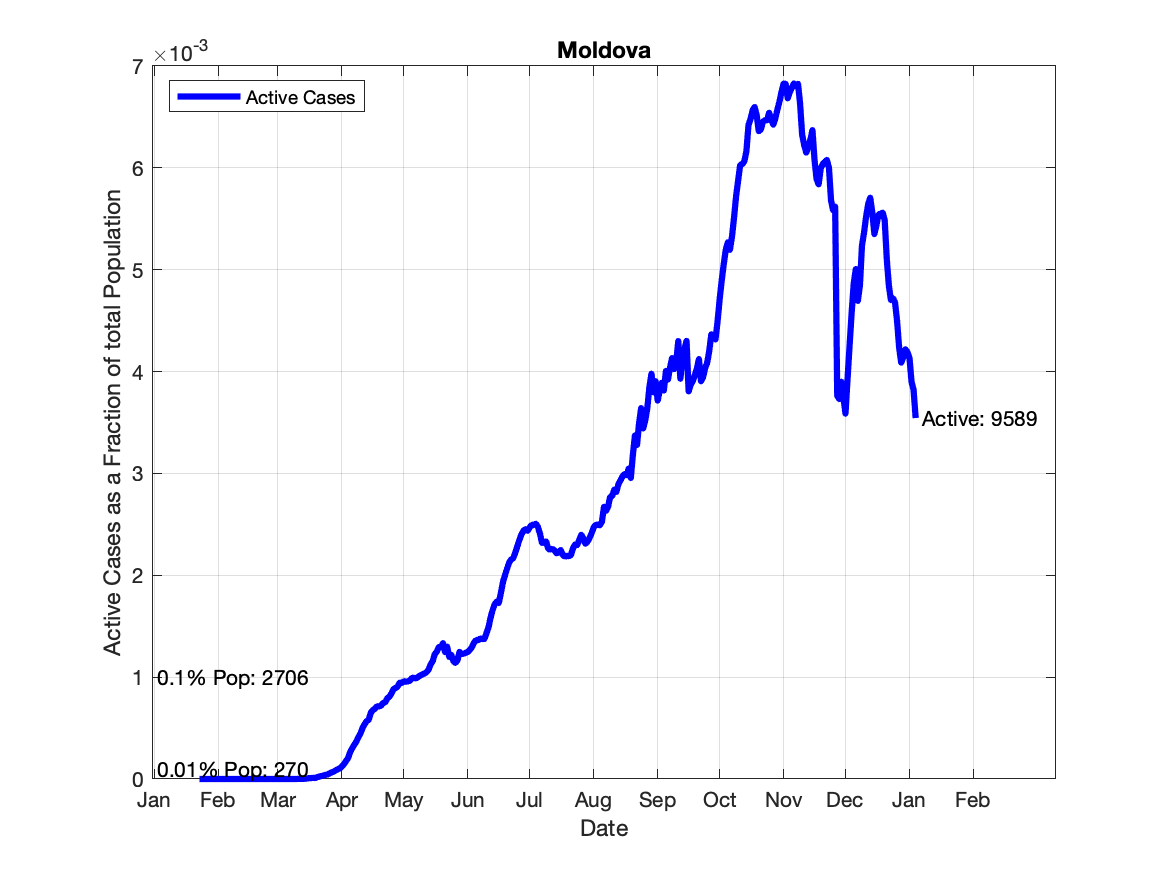 Moldova
×10-3
Active Cases
7
6
5
4
3
2
1
0
Active Cases as a Fraction of total Population
Active: 9589
0.1% Pop: 2706
0.01% Pop: 270
Jan Feb Mar Apr May Jun Jul Aug Sep Oct Nov Dec Jan Feb
Date